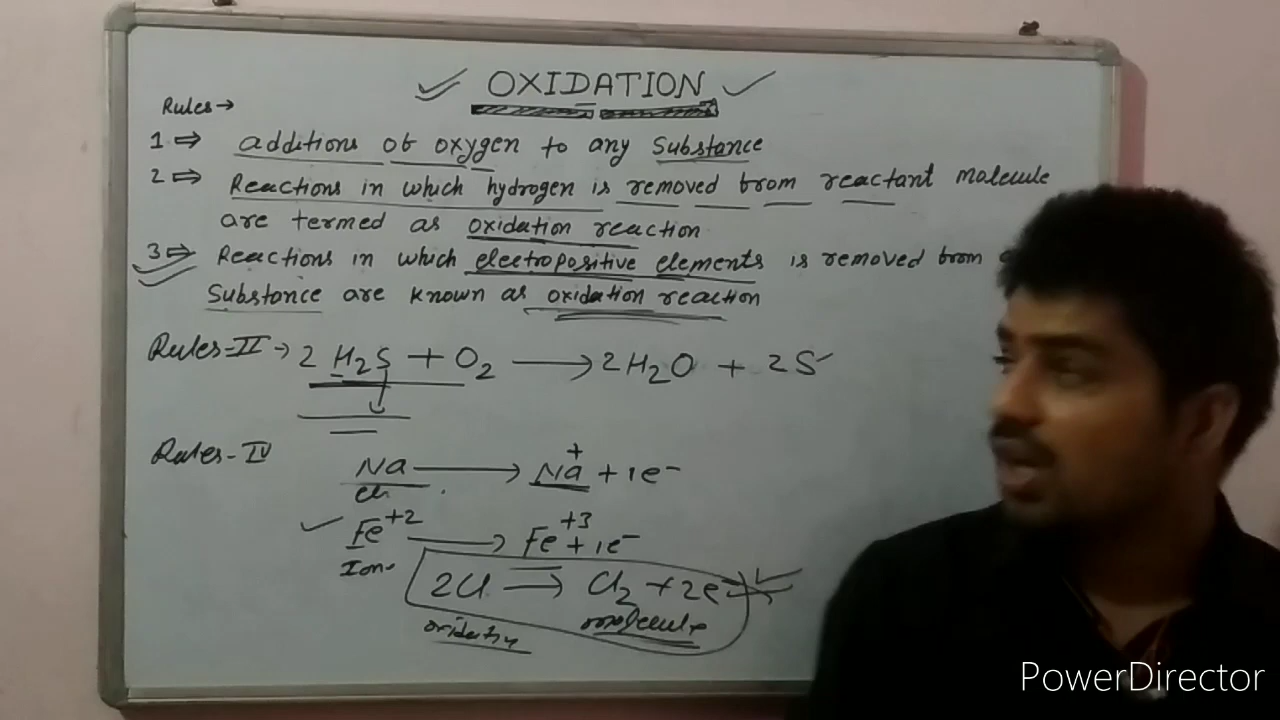 OXIDATION
Rules →
1 ⇒ additions of oxygen to any Substance
2 ⇒ Reactions in which hydrogen is removed from reactant molecule
are termed as oxidation reaction
3 ⇒ Reactions in which electropositive elements is removed from
Substance are known as oxidation reaction
Rules-II → 2H₂S + O₂ → 2H₂O + 2S
Rules-IV
Na → Na⁺ + 1e⁻
Fe⁺² → Fe⁺³ + 1e⁻
Ion
2Cl → Cl₂ + 2e⁻
molecule
PowerDirector